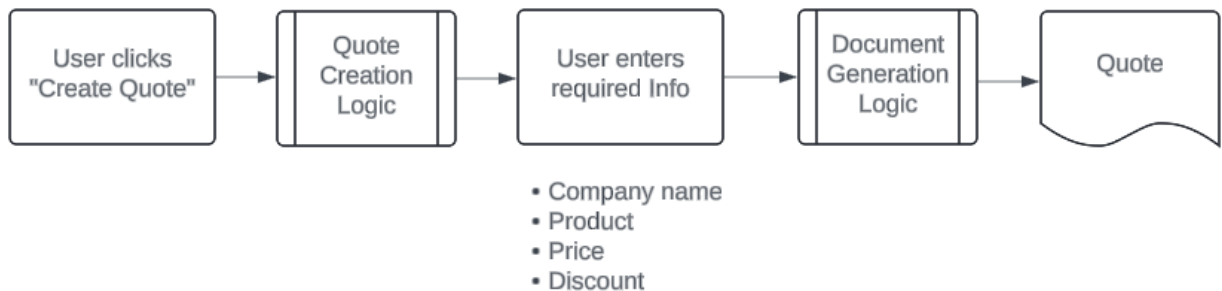 User clicks
"Create Quote"
Quote
Creation
Logic
User enters
required Info
Document
Generation
Logic
Quote
• Company name
• Product
• Price
• Discount